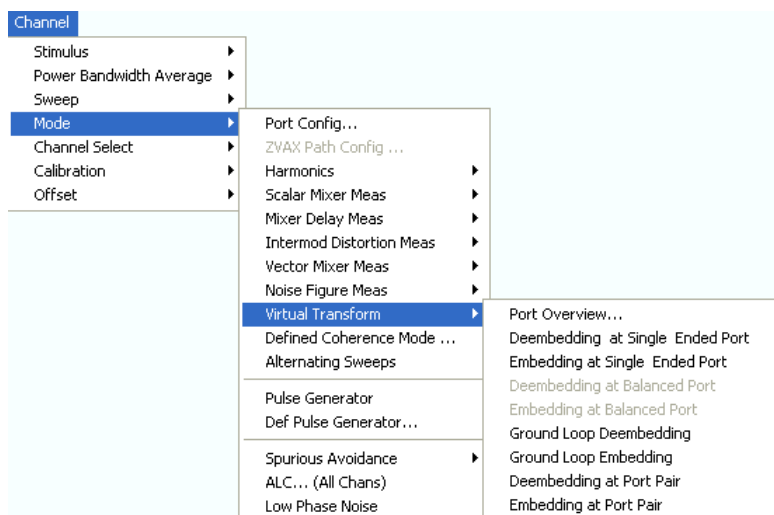 Channel
Stimulus
Power Bandwidth Average
Sweep
Mode
Channel Select
Calibration
Offset
Port Config...
ZVAX Path Config ...
Harmonics
Scalar Mixer Meas
Mixer Delay Meas
Intermod Distortion Meas
Vector Mixer Meas
Noise Figure Meas
Virtual Transform
Defined Coherence Mode ...
Alternating Sweeps
Pulse Generator
Def Pulse Generator...
Spurious Avoidance
ALC... (All Chans)
Low Phase Noise
Port Overview...
Deembedding at Single Ended Port
Embedding at Single Ended Port
Deembedding at Balanced Port
Embedding at Balanced Port
Ground Loop Deembedding
Ground Loop Embedding
Deembedding at Port Pair
Embedding at Port Pair